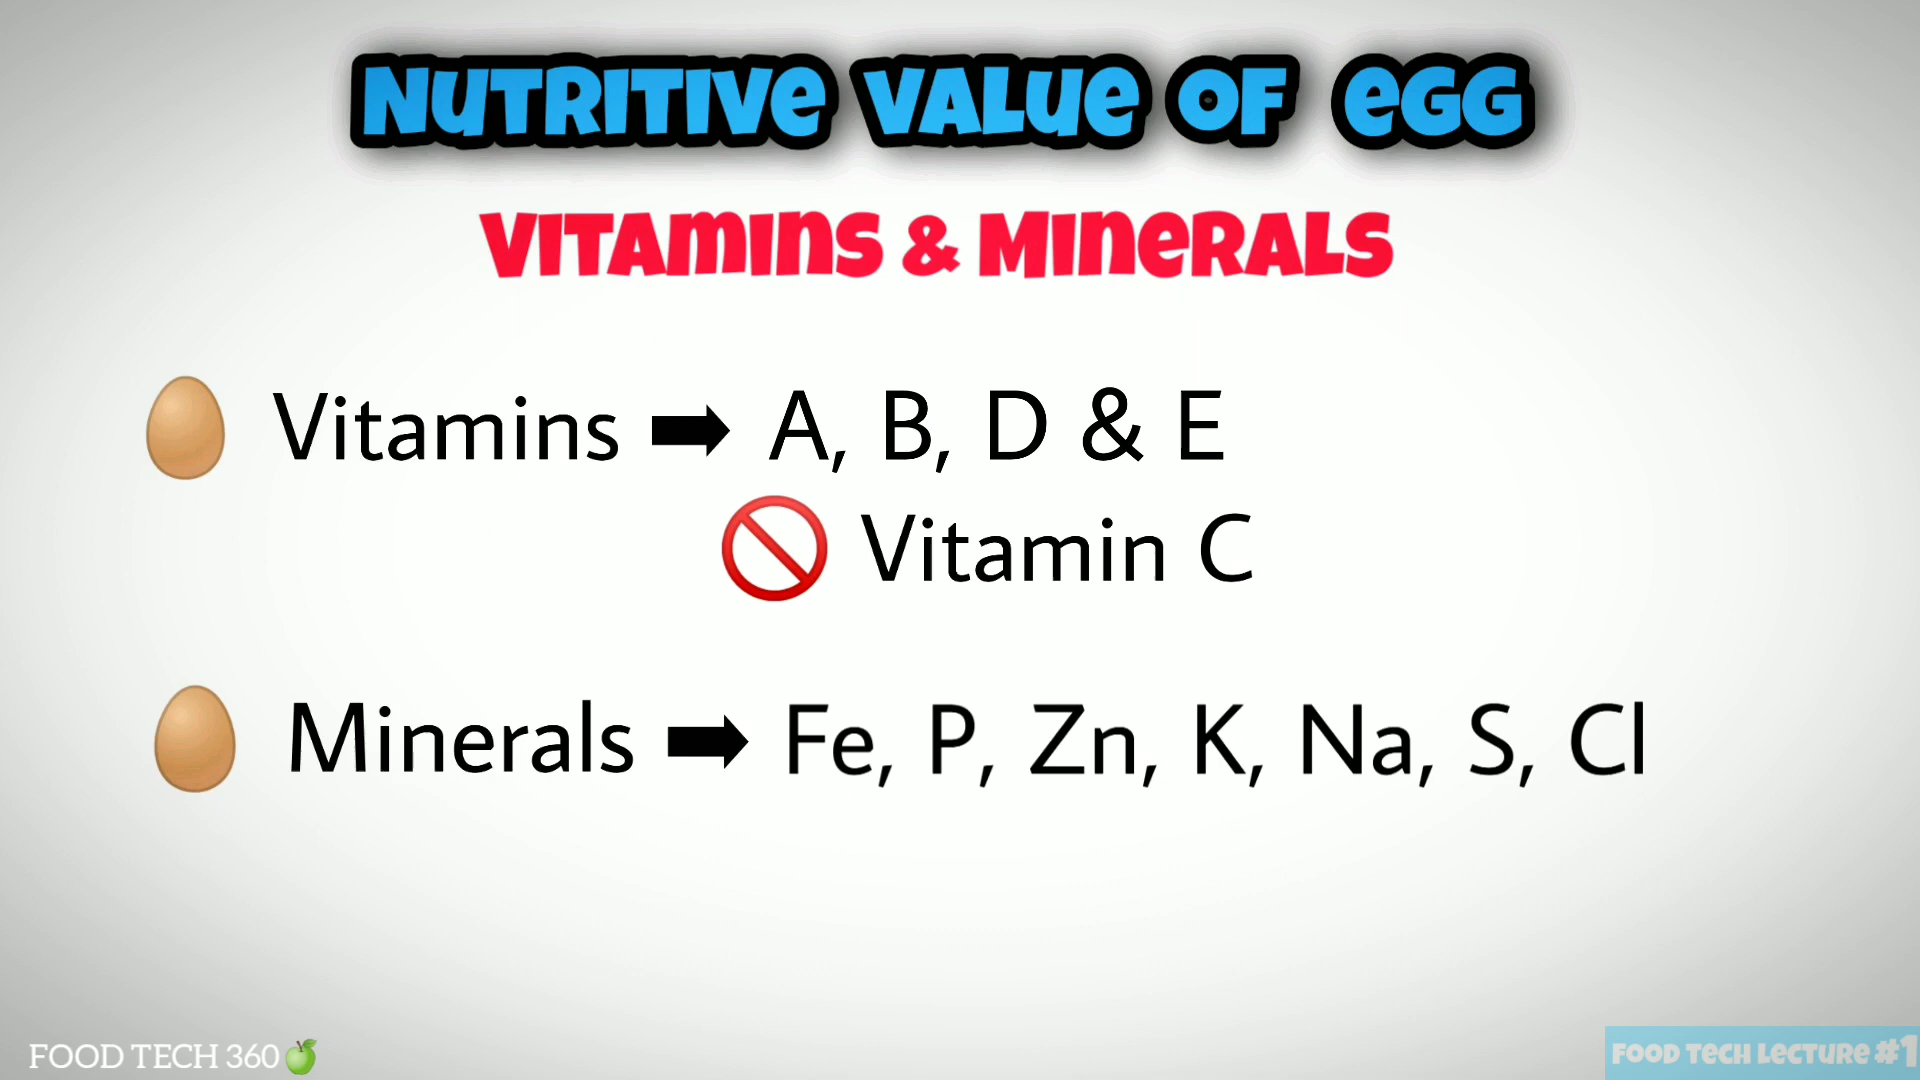 NUTRITIVE VALUE OF EGG
VITAMINS & MINERALS
Vitamins ➡ A, B, D & E
🚫 Vitamin C
Minerals ➡ Fe, P, Zn, K, Na, S, Cl
FOOD TECH 360
FOOD TECH LECTURE #1